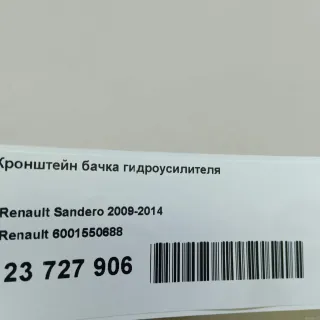 Кронштейн бачка гидроусилителя
Renault Sandero 2009-2014
Renault 6001550688
23 727 906